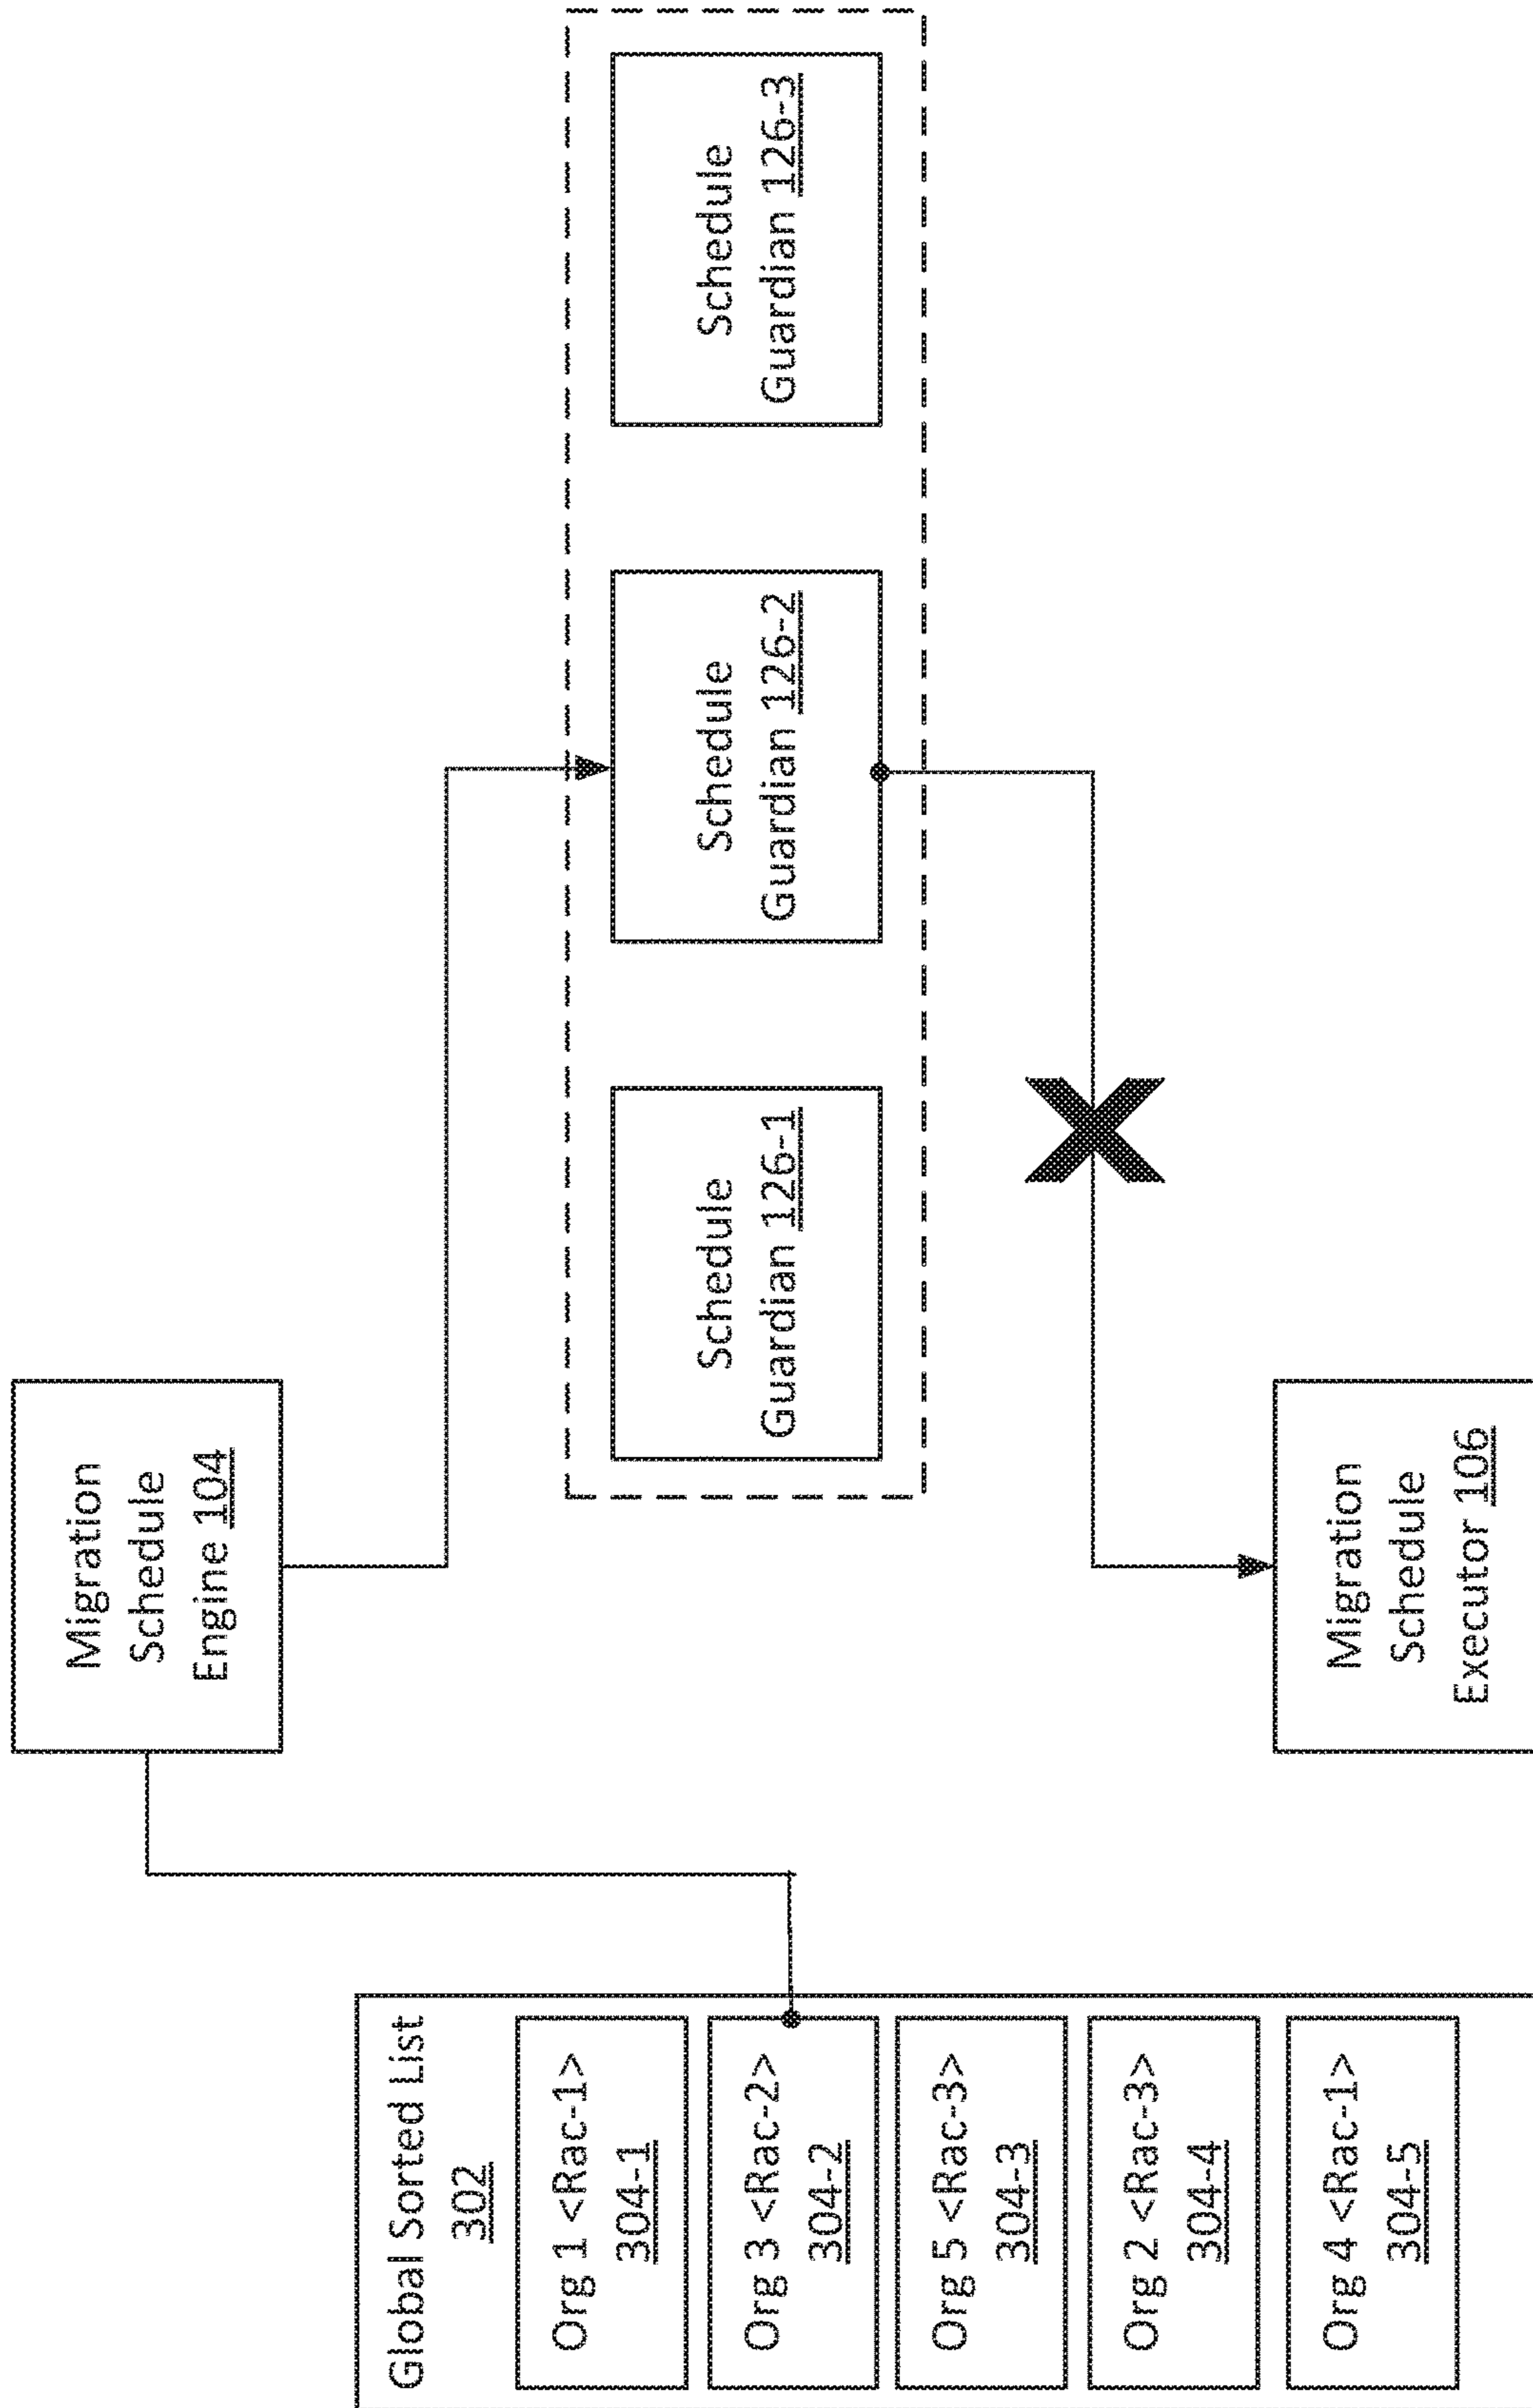 Global Sorted List
302
Org 1 <Rac-1>
304-1
Org 3 <Rac-2>
304-2
Org 5 <Rac-3>
304-3
Org 2 <Rac-3>
304-4
Org 4 <Rac-1>
304-5
Migration
Schedule
Engine 104
Migration
Schedule
Executor 106
Schedule
Guardian 126-1
Schedule
Guardian 126-2
Schedule
Guardian 126-3